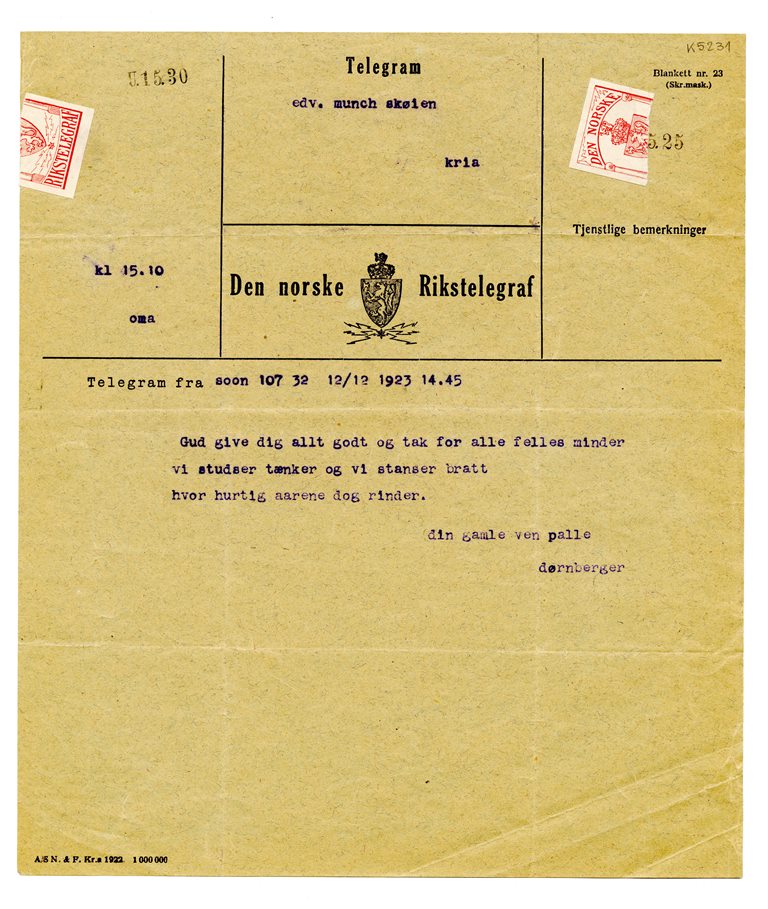 K5231
15.30
Telegram
Blankett nr. 23
(Skr.mask.)
edv. munch skøien
kria
RIKSTELEGRAF
DEN NORSKE
5.25
Tjenstlige bemerkninger
kl 15.10
oma
Den norske Rikstelegraf
Telegram fra soon 107 32 12/12 1923 14.45
Gud give dig allt godt og tak for alle felles minder
vi studser tænker og vi stanser bratt
hvor hurtig aarene dog rinder.
din gamle ven palle
dørnberger
A/S N. & F. Kr.a 1922. 1 000 000